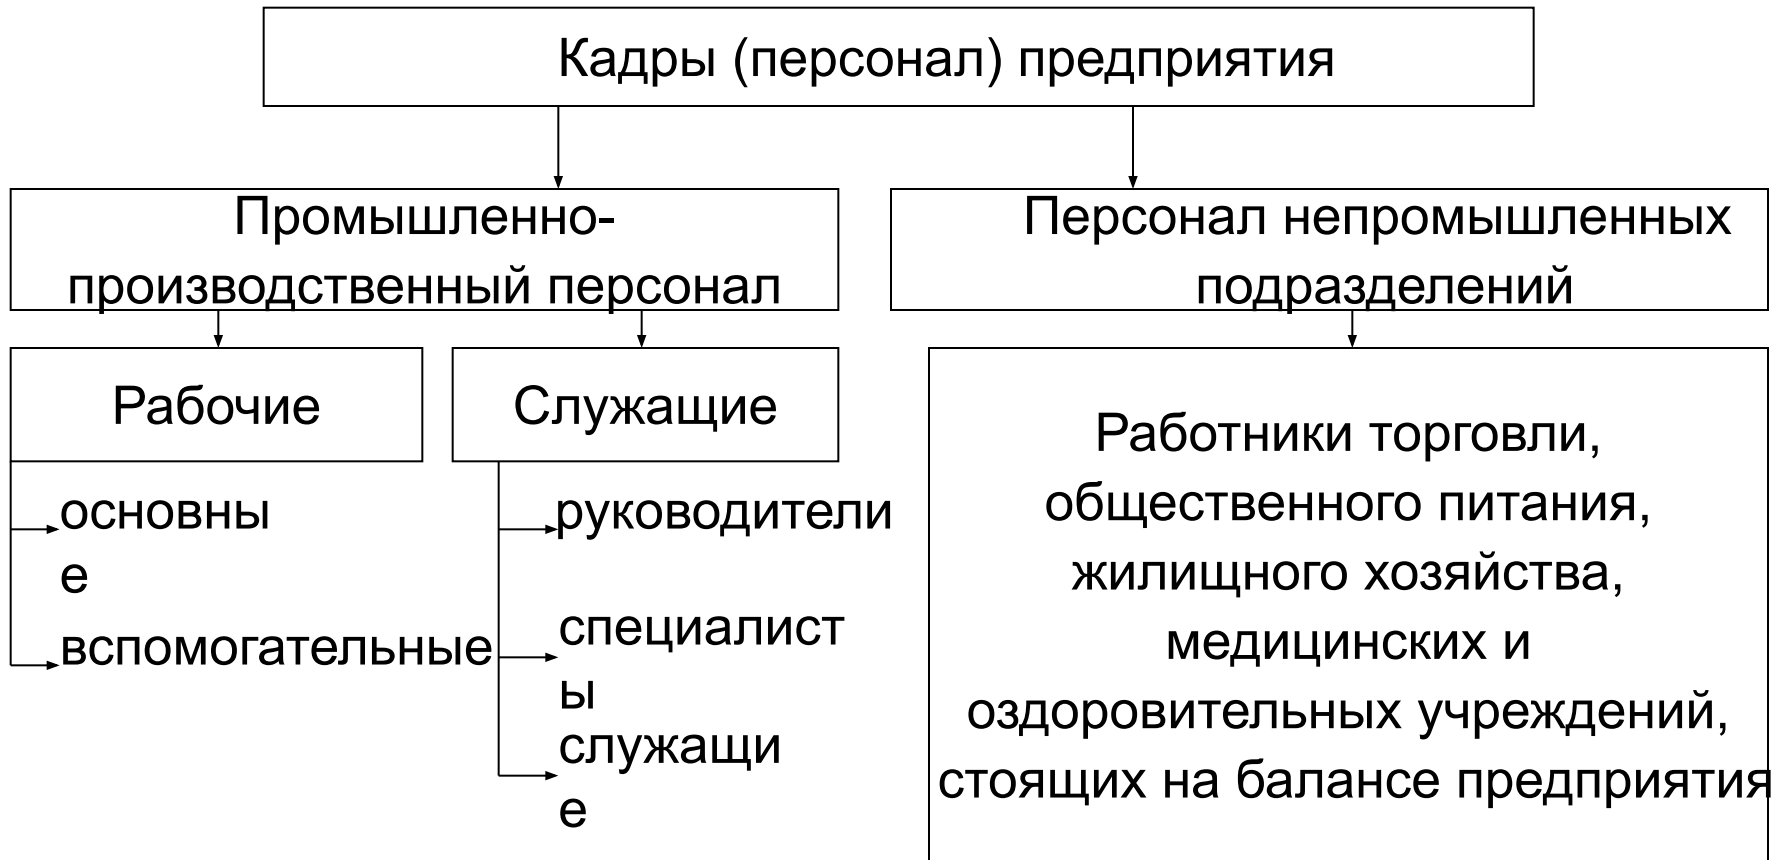 Кадры (персонал) предприятия
Промышленно-
производственный персонал
Персонал непромышленных
подразделений
Рабочие
основны
е
вспомогательные
Служащие
руководители
специалист
ы
служащи
е
Работники торговли,
общественного питания,
жилищного хозяйства,
медицинских и
оздоровительных учреждений,
стоящих на балансе предприятия